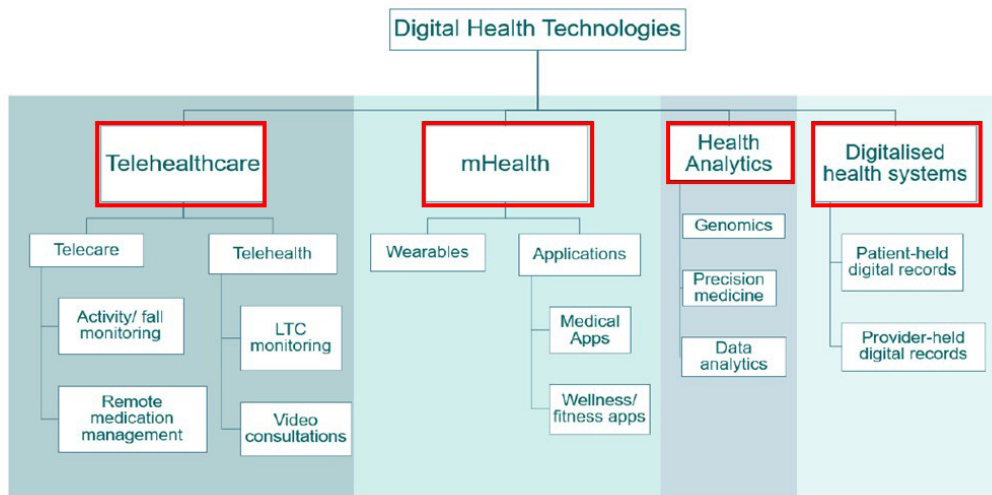 Digital Health Technologies
Telehealthcare
mHealth
Health
Analytics
Digitalised
health systems
Telecare
Telehealth
Wearables
Applications
Genomics
Patient-held
digital records
Activity/ fall
monitoring
LTC
monitoring
Medical
Apps
Precision
medicine
Provider-held
digital records
Remote
medication
management
Video
consultations
Wellness/
fitness apps
Data
analytics